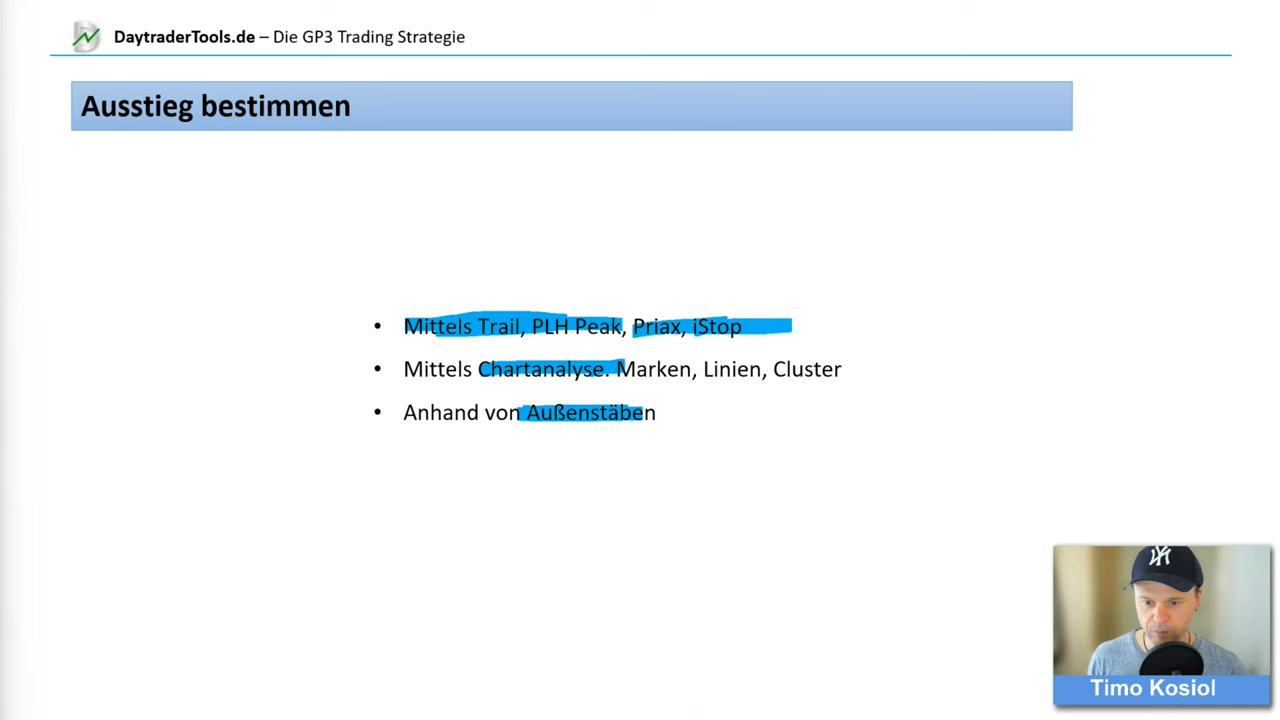 DaytraderTools.de – Die GP3 Trading Strategie
Ausstieg bestimmen
• Mittels Trail, PLH Peak, Priax, iStop
• Mittels Chartanalyse. Marken, Linien, Cluster
• Anhand von Außenstäben
Timo Kosiol